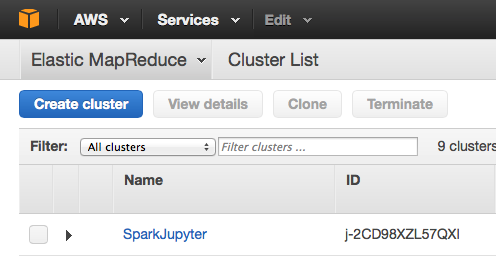 AWS Services Edit
Elastic MapReduce Cluster List
Create cluster View details Clone Terminate
Filter: All clusters Filter clusters ... 9 clusters
Name ID
SparkJupyter j-2CD98XZL57QXI